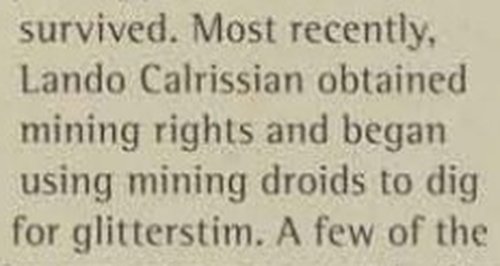 survived. Most recently,
Lando Calrissian obtained
mining rights and began
using mining droids to dig
for glitterstim. A few of the